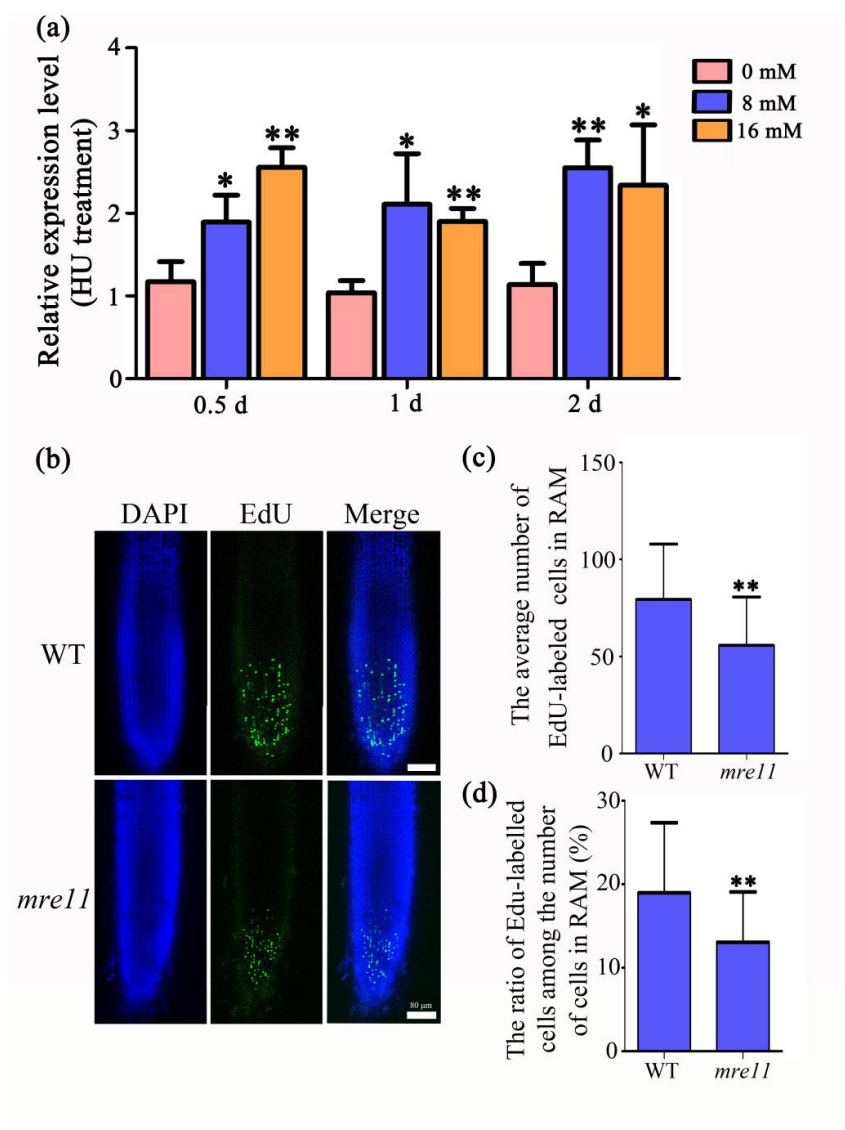 (a)
Relative expression level
(HU treatment)
4
3
2
1
0
* ** * ** ** *
0.5 d 1 d 2 d
0 mM
8 mM
16 mM
(b)
DAPI EdU Merge
WT
mre11
80 μm
(c)
The average number of
EdU-labeled cells in RAM
150
100
50
0
**
WT mre11
(d)
The ratio of Edu-labelled
cells among the number
of cells in RAM (%)
30
20
10
0
**
WT mre11